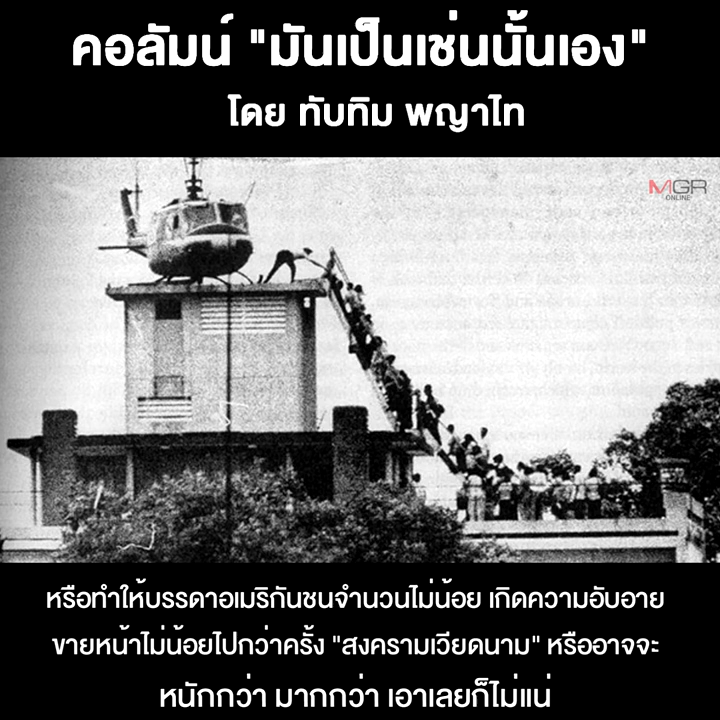 คอลัมน์ "มันเป็นเช่นนั้นเอง"
โดย ทับทิม พญาไท
MGR
ONLINE
หรือทำให้บรรดาอเมริกันชนจำนวนไม่น้อย เกิดความอับอาย
ขายหน้าไม่น้อยไปกว่าครั้ง "สงครามเวียดนาม" หรืออาจจะ
หนักกว่า มากกว่า เอาเลยก็ไม่แน่